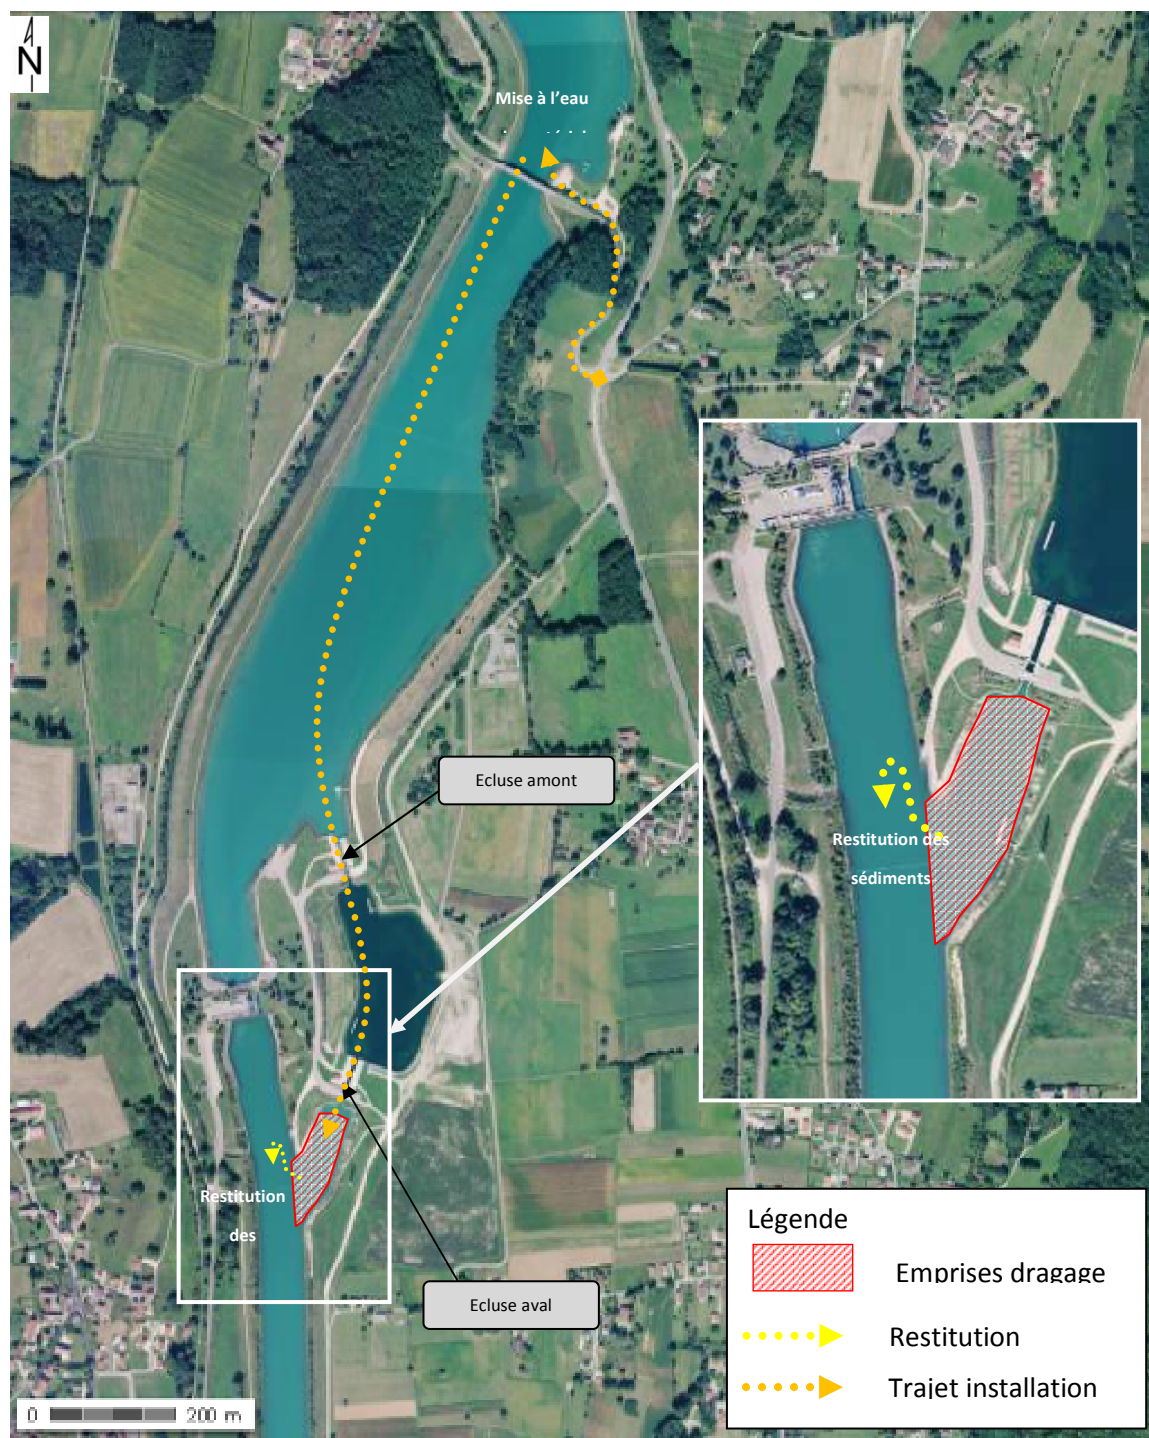 N
Mise à l’eau
Ecluse amont
Restitution des
sédiments
Restitution
des
Ecluse aval
Légende
Emprises dragage
Restitution
Trajet installation
0 200 m